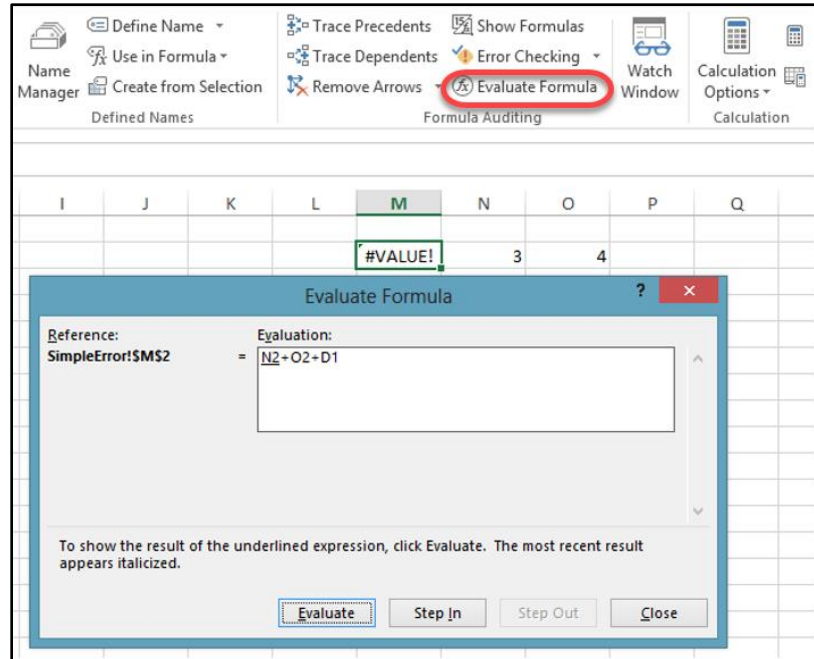 Define Name Trace Precedents Show Formulas
Use in Formula Trace Dependents Error Checking
Name Manager Create from Selection Remove Arrows Evaluate Formula Watch Window Calculation Options
Defined Names Formula Auditing Calculation
I J K L M N O P Q
#VALUE! 3 4
Evaluate Formula ?
Reference: Evaluation:
SimpleError!$M$2 = N2+O2+D1
To show the result of the underlined expression, click Evaluate. The most recent result
appears italicized.
Evaluate Step In Step Out Close